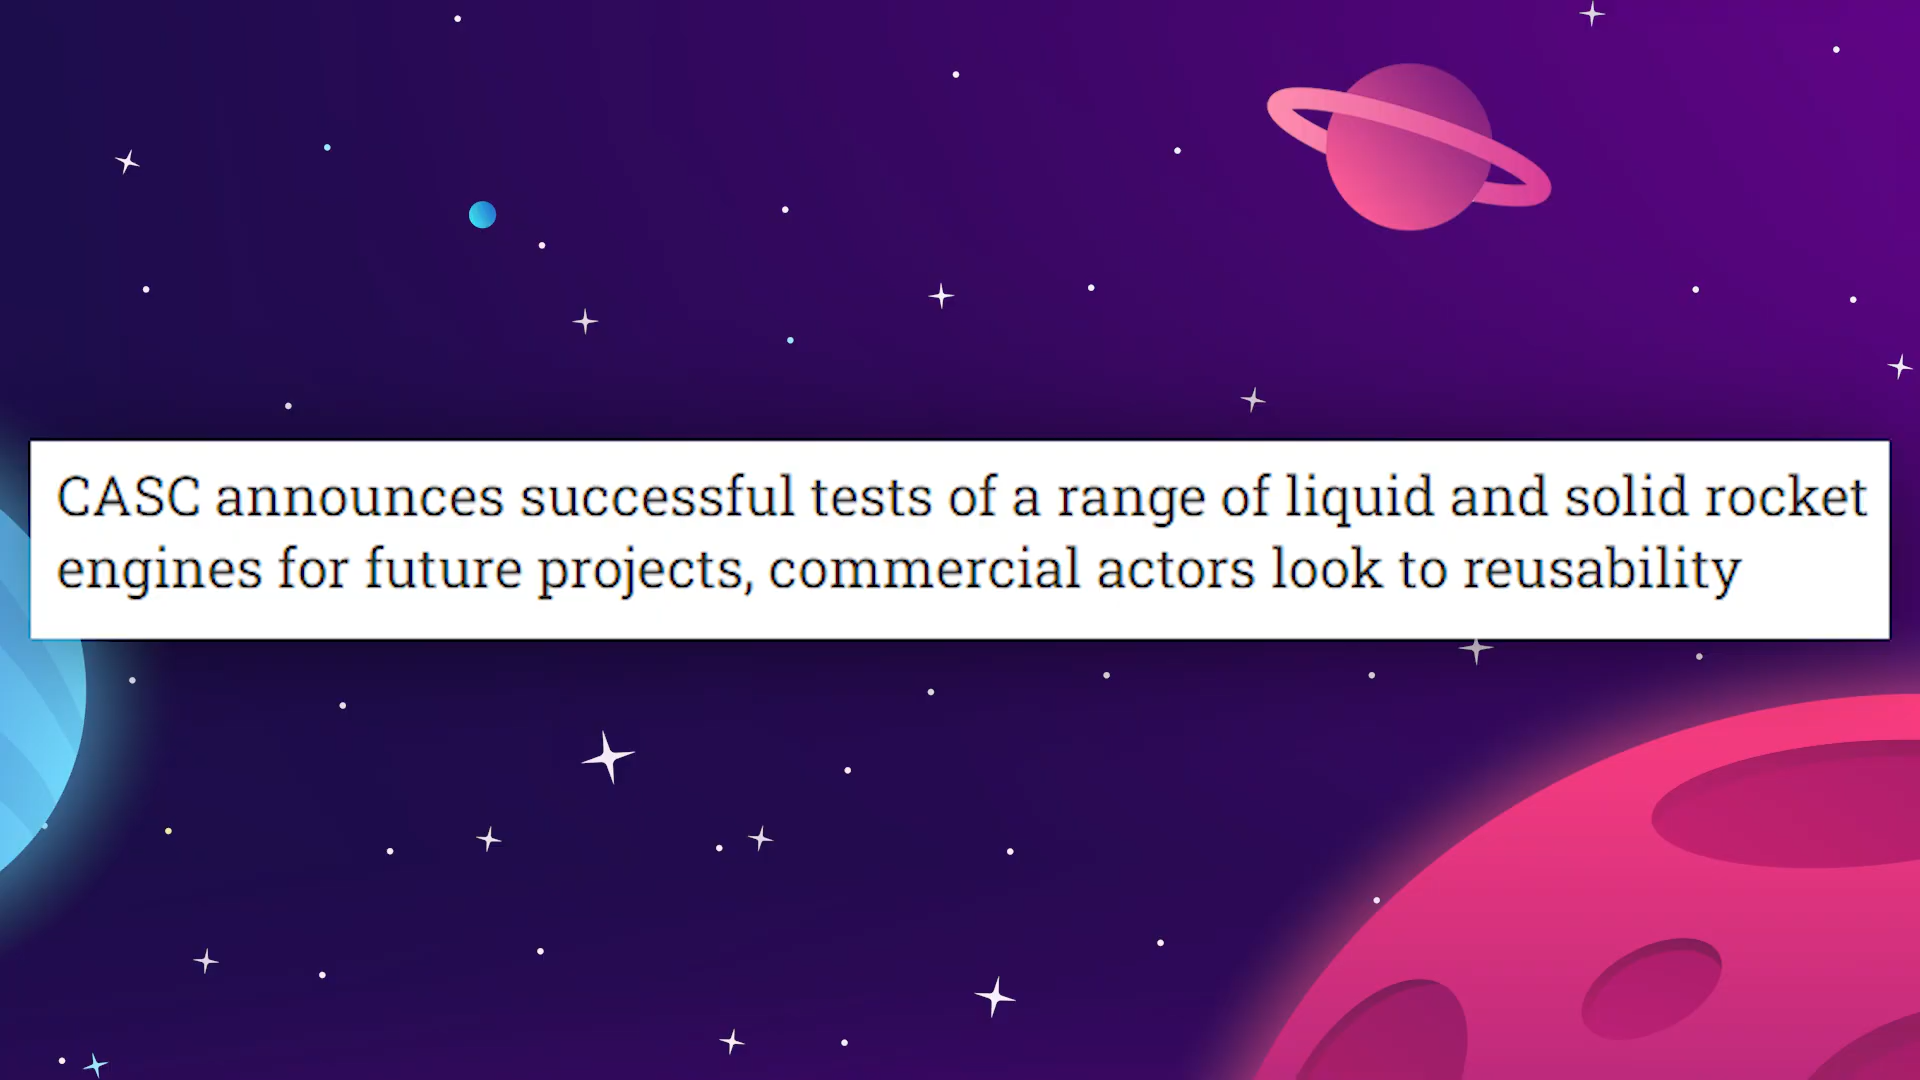 CASC announces successful tests of a range of liquid and solid rocket
engines for future projects, commercial actors look to reusability